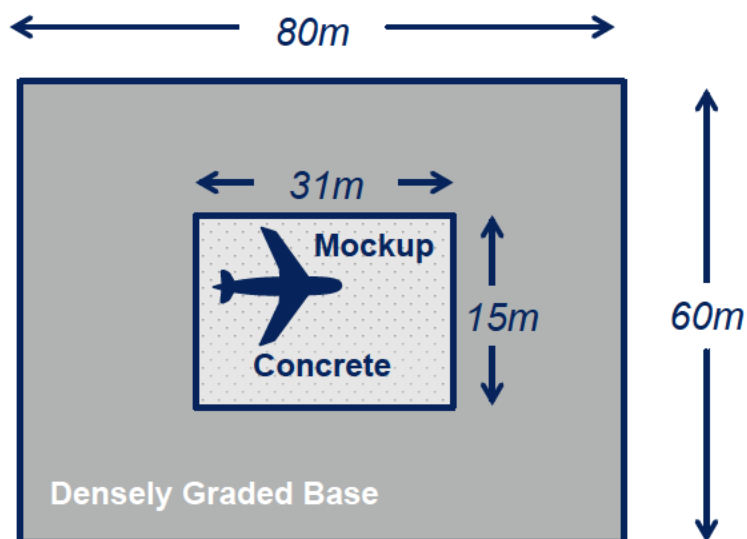 80m
31m
Mockup
15m
60m
Concrete
Densely Graded Base